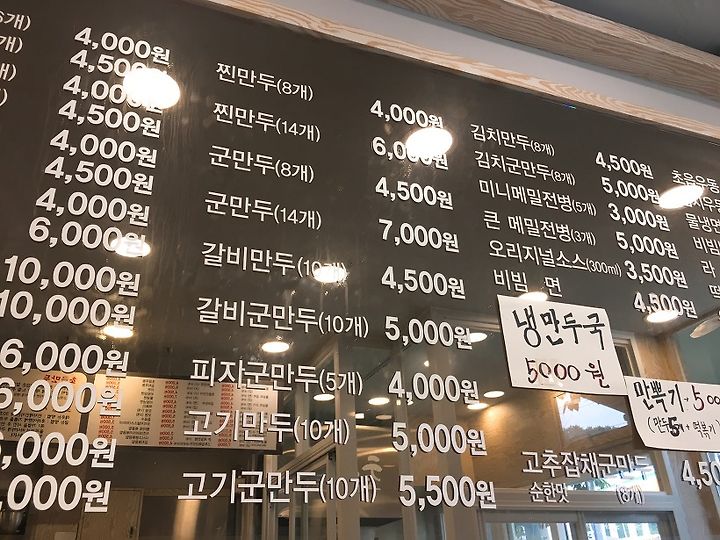 4,000원
4,500원
4,000원
4,500원
4,000원
4,500원
4,000원
6,000원
10,000원
10,000원
6,000원
6,000원
,000원
,000원
찐만두(8개) 4,000원
찐만두(14개) 6,000원
군만두(8개) 4,500원
군만두(14개) 7,000원
갈비만두(10개) 4,500원
갈비군만두(10개) 5,000원
피자군만두(5개) 4,000원
고기만두(10개) 5,000원
고기군만두(10개) 5,500원
김치만두(8개) 4,500원
김치군만두(8개) 5,000원
미니메밀전병(5개) 3,000원
큰 메밀전병(3개) 5,000원
오리지널소스(300ml) 3,500원
비빔 면 4,500원
냉만두국
5000원
만뽁기
고추잡채군만두
순한맛 (8개)
물냉면
비빔